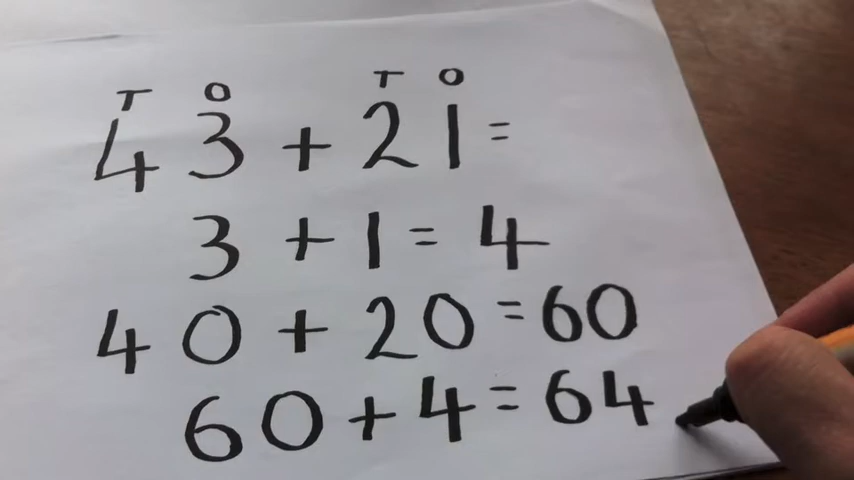 T O T O
43 + 21 =
3 + 1 = 4
40 + 20 = 60
60 + 4 = 64